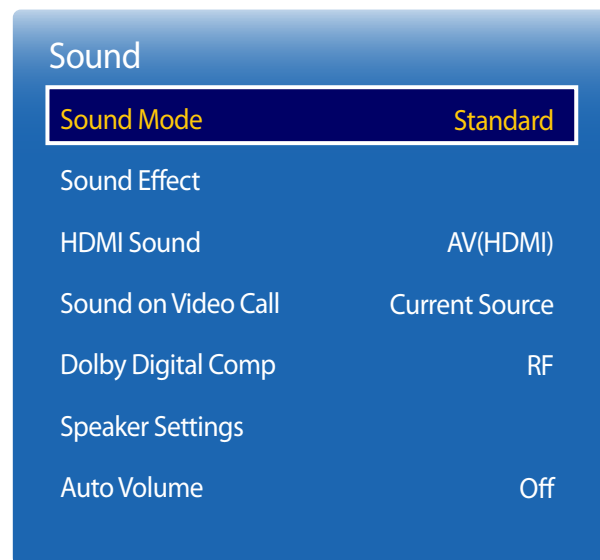 Sound
Sound Mode Standard
Sound Effect
HDMI Sound AV(HDMI)
Sound on Video Call Current Source
Dolby Digital Comp RF
Speaker Settings
Auto Volume Off